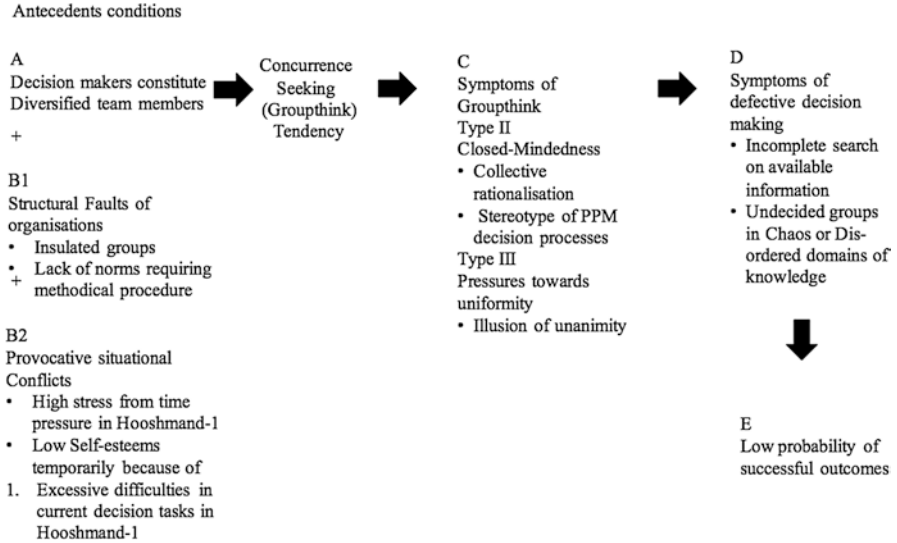 Antecedents conditions
A
Decision makers constitute
Diversified team members
+
B1
Structural Faults of
organisations
• Insulated groups
• Lack of norms requiring
+ methodical procedure
B2
Provocative situational
Conflicts
• High stress from time
pressure in Hooshmand-1
• Low Self-esteems
temporarily because of
1. Excessive difficulties in
current decision tasks in
Hooshmand-1
Concurrence
Seeking
(Groupthink)
Tendency
C
Symptoms of
Groupthink
Type II
Closed-Mindedness
• Collective
rationalisation
• Stereotype of PPM
decision processes
Type III
Pressures towards
uniformity
• Illusion of unanimity
D
Symptoms of
defective decision
making
• Incomplete search
on available
information
• Undecided groups
in Chaos or Dis-
ordered domains of
knowledge
E
Low probability of
successful outcomes